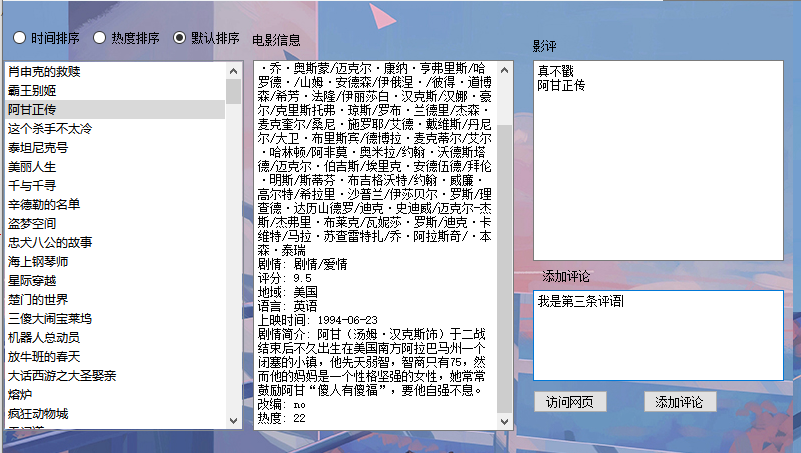 时间排序
热度排序
默认排序
电影信息
影评
肖申克的救赎
霸王别姬
阿甘正传
这个杀手不太冷
泰坦尼克号
美丽人生
千与千寻
辛德勒的名单
盗梦空间
忠犬八公的故事
海上钢琴师
星际穿越
楚门的世界
三傻大闹宝莱坞
机器人总动员
放牛班的春天
大话西游之大圣娶亲
熔炉
疯狂动物城
·乔·奥斯蒙/迈克尔·康纳·亨弗里斯/哈
罗德·/山姆·安德森/伊俄涅·/彼得·道博
森/希芳·法隆/伊丽莎白·汉克斯/汉娜·豪
尔/克里斯托弗·琼斯/罗布·兰德里/杰森·
麦克奎尔/桑尼·施罗耶/艾德·戴维斯/丹尼
尔/大卫·布里斯宾/德博拉·麦克蒂尔/艾尔
·哈林顿/阿非莫·奥米拉/约翰·沃德斯塔
德/迈克尔·伯吉斯/埃里克·安德伍德/拜伦
·明斯/斯蒂芬·布吉格沃特/约翰·威廉·
高尔特/希拉里·沙普兰/伊莎贝尔·罗斯/理
查德·达历山德罗/迪克·史迪威/迈克尔-杰
斯/杰弗里·布莱克/瓦妮莎·罗斯/迪克·卡
维特/马拉·苏查雷特扎/乔·阿拉斯奇/·本
森·泰瑞
剧情: 剧情/爱情
评分: 9.5
地域: 美国
语言: 英语
上映时间: 1994-06-23
剧情简介: 阿甘（汤姆·汉克斯饰）于二战
结束后不久出生在美国南方阿拉巴马州一个
闭塞的小镇，他先天弱智，智商只有75，然
而他的妈妈是一个性格坚强的女性，她常常
鼓励阿甘“傻人有傻福”，要他自强不息。
改编: no
热度: 22
真不戳
阿甘正传
添加评论
我是第三条评语
访问网页
添加评论